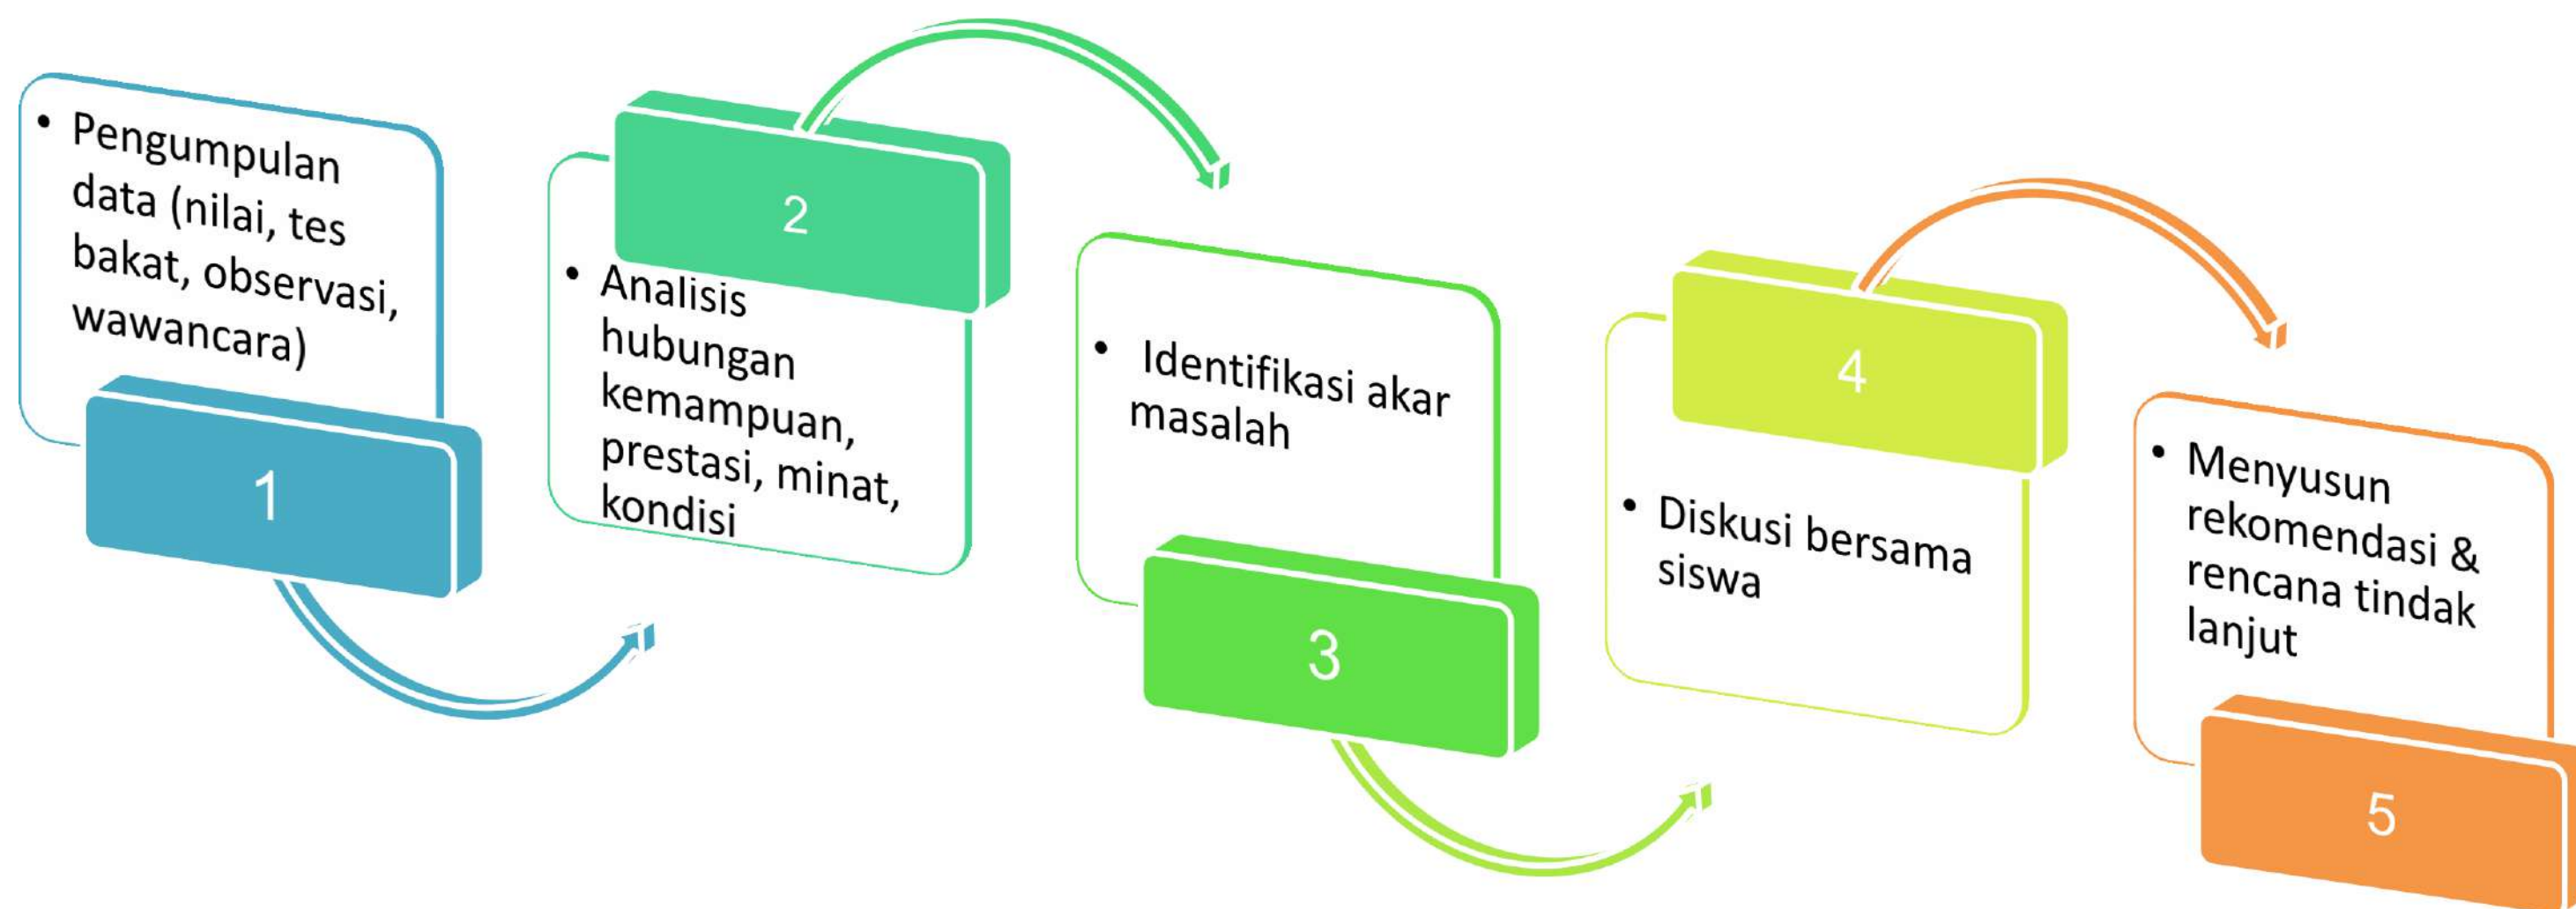 • Pengumpulan
data (nilai, tes
bakat, observasi,
wawancara)
1
2
• Analisis
hubungan
kemampuan,
prestasi, minat,
kondisi
• Identifikasi akar
masalah
3
4
• Diskusi bersama
siswa
• Menyusun
rekomendasi &
rencana tindak
lanjut
5